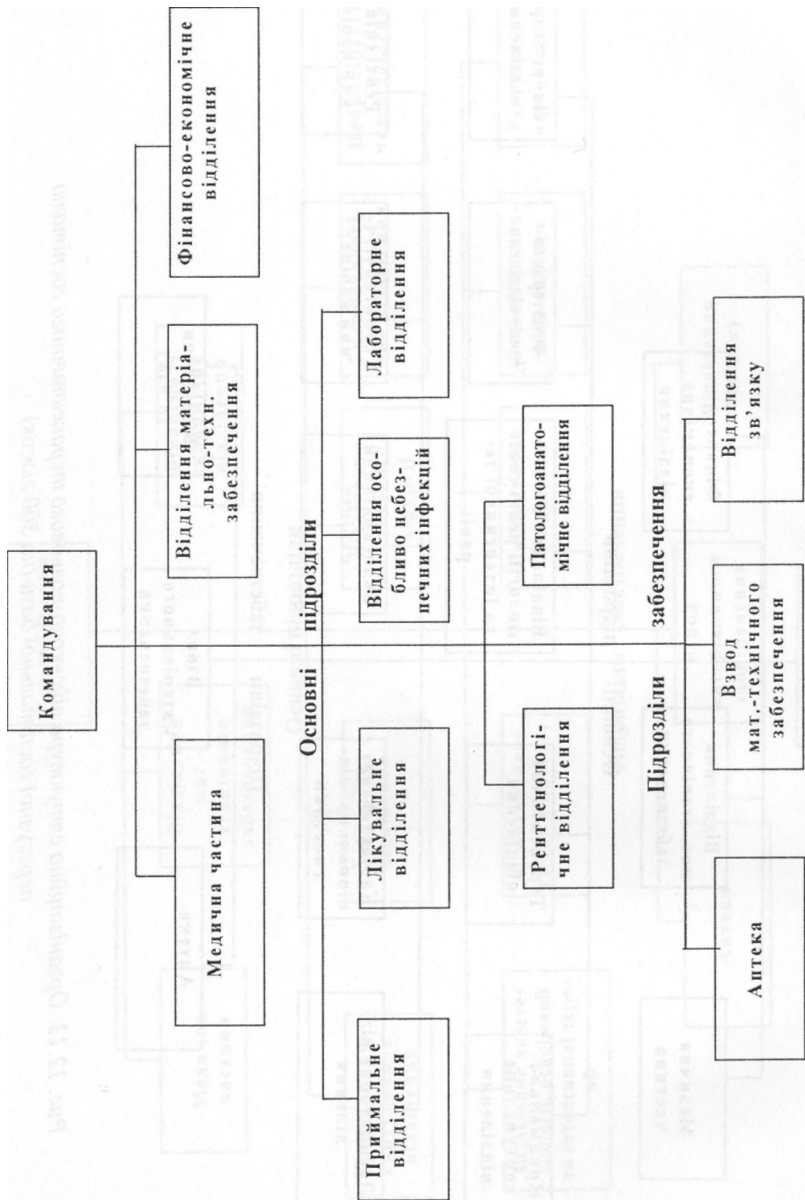 Командування
Медична частина
Відділення матеріа-
льно-техн.
забезпечення
Фінансово-економічне
відділення
Основні підрозділи
Приймальне
відділення
Лікувальне
відділення
Відділення осо-
бливо небез-
печних інфекцій
Лабораторне
відділення
Рентгенологі-
чне відділення
Патологоанато-
мічне відділення
Підрозділи забезпечення
Аптека
Взвод
мат.-технічного
забезпечення
Відділення
зв’язку